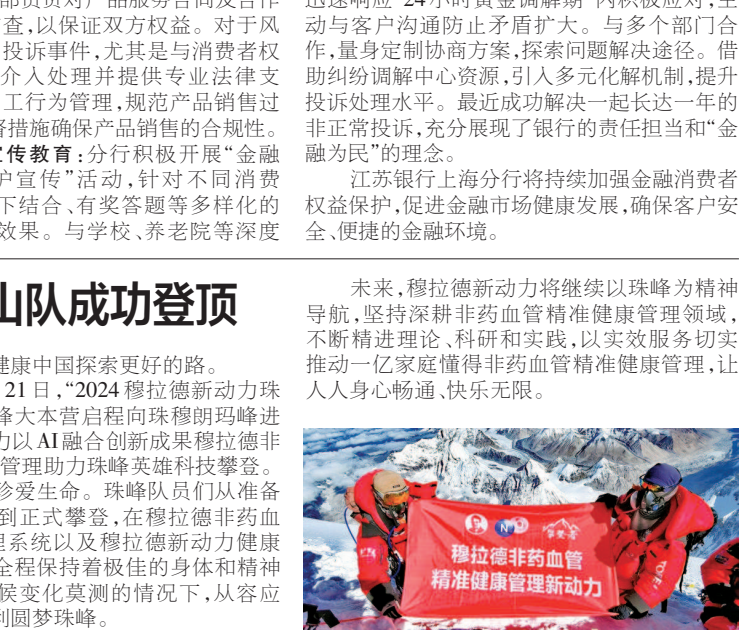 部负责对产品服务合同及合作
查,以保证双方权益。对于风
投诉事件,尤其是与消费者权
介入处理并提供专业法律支
工行为管理,规范产品销售过
督措施确保产品销售的合规性。
宣传教育:分行积极开展“金融
户宣传”活动,针对不同消费
下结合、有奖答题等多样化的
效果。与学校、养老院等深度
迅速响应“24小时黄金调解期”内积极应对,主
动与客户沟通防止矛盾扩大。与多个部门合
作,量身定制协商方案,探索问题解决途径。借
助纠纷调解中心资源,引入多元化解机制,提升
投诉处理水平。最近成功解决一起长达一年的
非正常投诉,充分展现了银行的责任担当和“金
融为民”的理念。
江苏银行上海分行将持续加强金融消费者
权益保护,促进金融市场健康发展,确保客户安
全、便捷的金融环境。
山队成功登顶
健康中国探索更好的路。
21日,“2024穆拉德新动力珠
峰大本营启程向珠穆朗玛峰进
力以AI融合创新成果穆拉德非
管理助力珠峰英雄科技攀登。
珍爱生命。珠峰队员们从准备
到正式攀登,在穆拉德非药血
理系统以及穆拉德新动力健康
全程保持着极佳的身体和精神
候变化莫测的情况下,从容应
利圆梦珠峰。
未来,穆拉德新动力将继续以珠峰为精神
导航,坚持深耕非药血管精准健康管理领域,
不断精进理论、科研和实践,以实效服务切实
推动一亿家庭懂得非药血管精准健康管理,让
人人身心畅通、快乐无限。
穆拉德非药血管
精准健康管理新动力